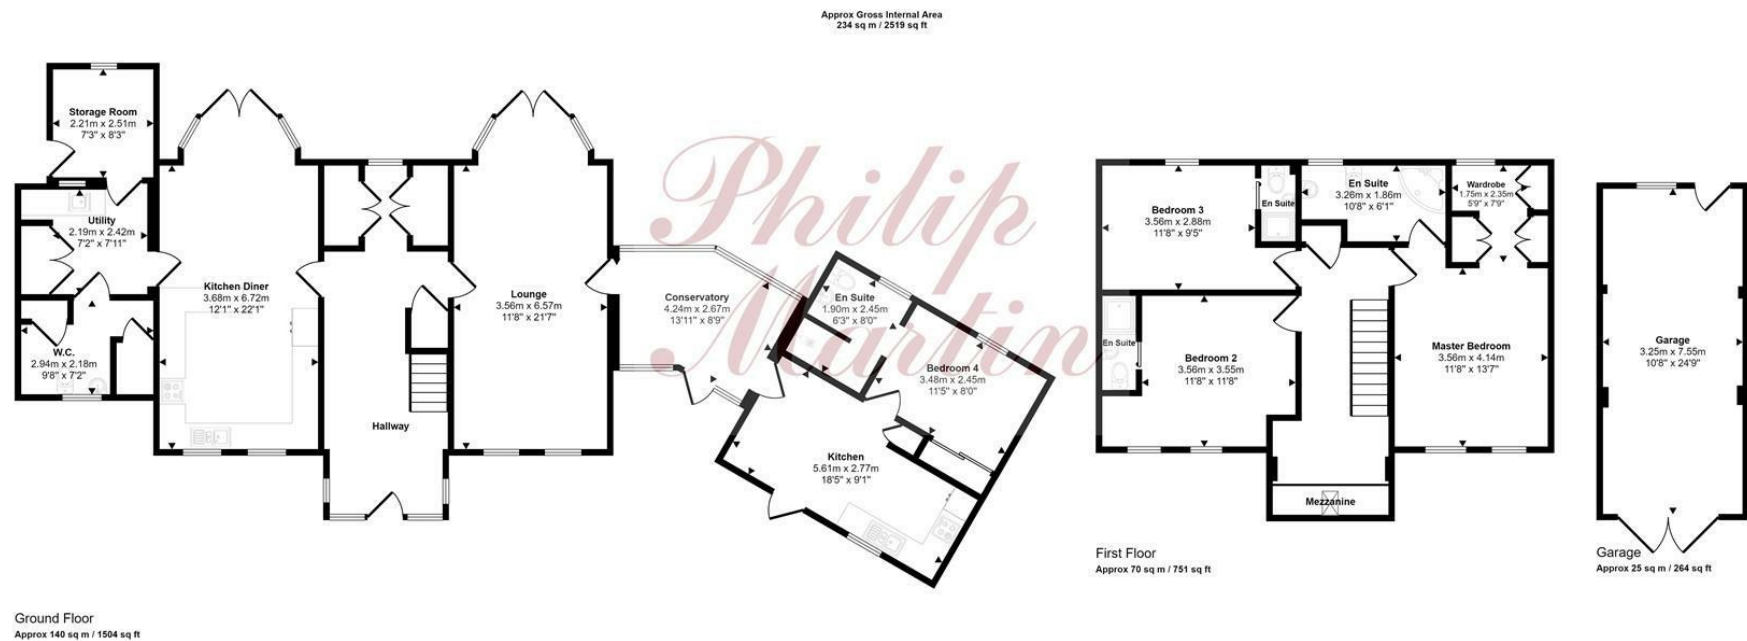 Approx Gross Internal Area
234 sq m / 2519 sq ft
Philip
Martin
Storage Room
2.21m x 2.51m
7'3" x 8'3"
Utility
2.19m x 2.42m
7'2" x 7'11"
W.C.
2.94m x 2.18m
9'8" x 7'2"
Kitchen Diner
3.68m x 6.72m
12'1" x 22'1"
Hallway
Lounge
3.56m x 6.57m
11'8" x 21'7"
Conservatory
4.24m x 2.67m
13'11" x 8'9"
En Suite
1.90m x 2.45m
6'3" x 8'0"
Bedroom 4
3.48m x 2.45m
11'5" x 8'0"
Kitchen
5.61m x 2.77m
18'5" x 9'1"
Ground Floor
Approx 140 sq m / 1504 sq ft
Bedroom 3
3.56m x 2.88m
11'8" x 9'5"
En Suite
En Suite
3.26m x 1.86m
10'8" x 6'1"
Wardrobe
1.75m x 2.35m
5'9" x 7'9"
En Suite
Bedroom 2
3.56m x 3.55m
11'8" x 11'8"
Master Bedroom
3.56m x 4.14m
11'8" x 13'7"
Mezzanine
First Floor
Approx 70 sq m / 751 sq ft
Garage
3.25m x 7.55m
10'8" x 24'9"
Garage
Approx 25 sq m / 264 sq ft